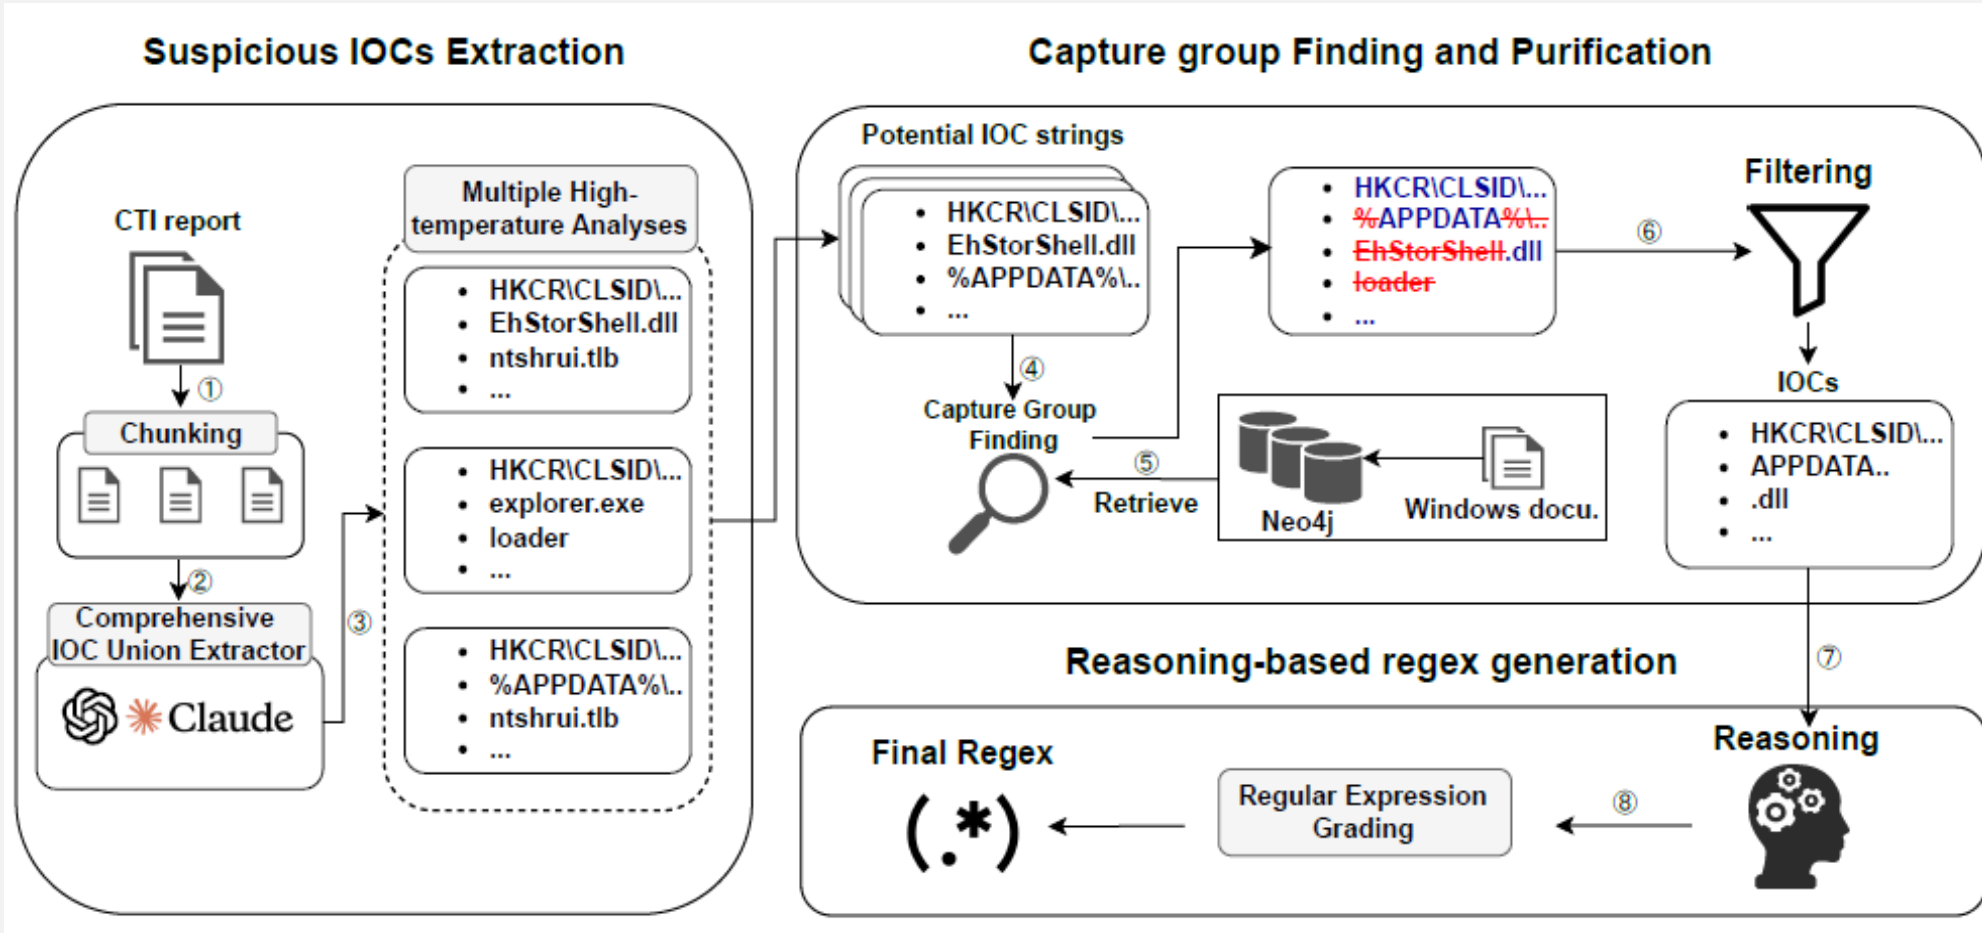 Suspicious IOCs Extraction
CTI report
①
Chunking
②
Comprehensive
IOC Union Extractor
Claude
③
Multiple High-
temperature Analyses
• HKCR\CLSID\...
• EhStorShell.dll
• ntshrui.tlb
• ...
• HKCR\CLSID\...
• explorer.exe
• loader
• ...
• HKCR\CLSID\...
• %APPDATA%\..
• ntshrui.tlb
• ...
Capture group Finding and Purification
Potential IOC strings
• HKCR\CLSID\...
• EhStorShell.dll
• %APPDATA%\..
• ...
④
Capture Group
Finding
⑤
Retrieve
Neo4j
Windows docu.
• HKCR\CLSID\...
• %APPDATA%\..
• EhStorShell.dll
• loader
• ...
⑥
Filtering
IOCs
• HKCR\CLSID\...
• APPDATA..
• .dll
• ...
⑦
Reasoning-based regex generation
Reasoning
⑧
Regular Expression
Grading
Final Regex
(.*)